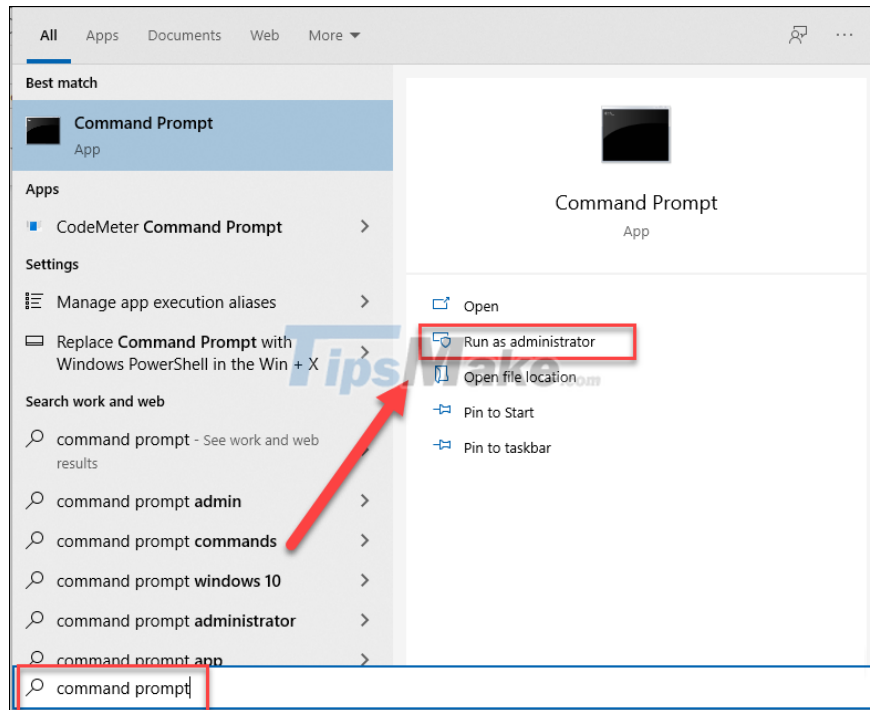 All Apps Documents Web More
Best match
Command Prompt
App
Apps
CodeMeter Command Prompt
Settings
Manage app execution aliases
Replace Command Prompt with
Windows PowerShell in the Win + X
Search work and web
command prompt - See work and web
results
command prompt admin
command prompt commands
command prompt windows 10
command prompt administrator
command prompt app
command prompt
Command Prompt
App
Open
Run as administrator
Open file location
Pin to Start
Pin to taskbar
TipsMake.com